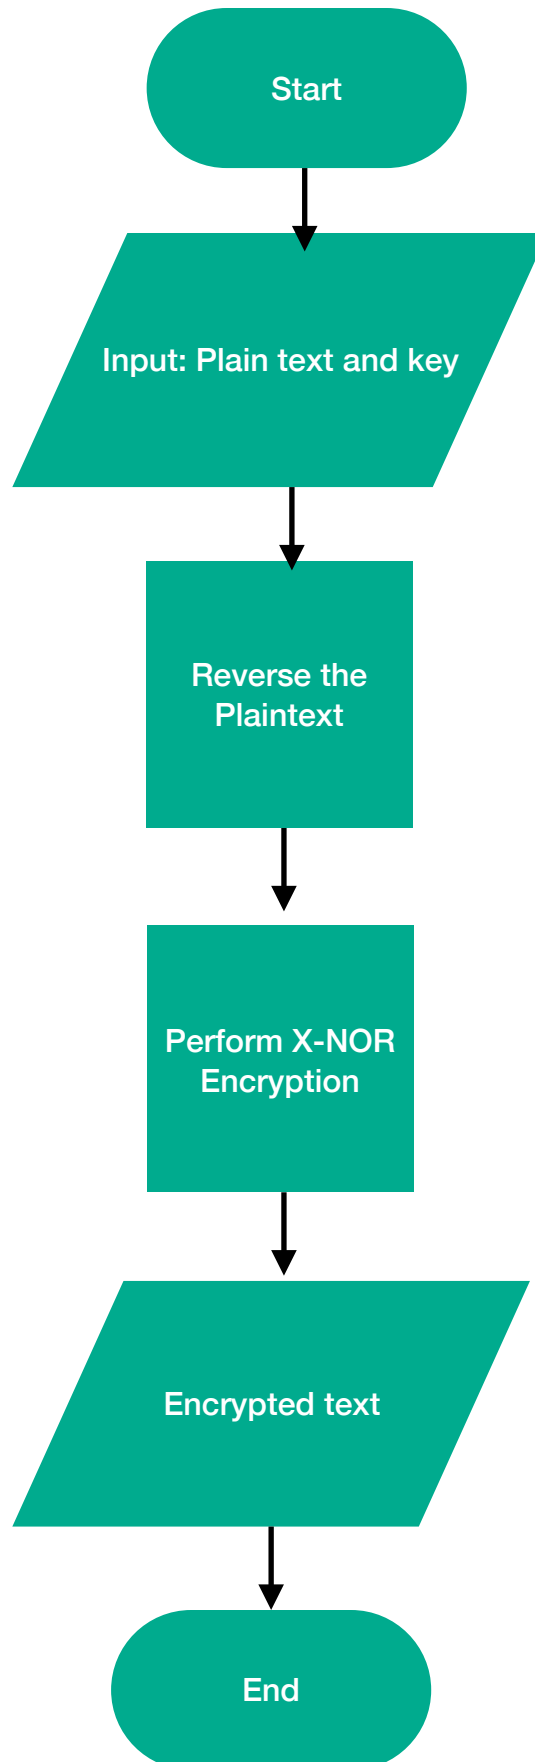 Start
Input: Plain text and key
Reverse the
Plaintext
Perform X-NOR
Encryption
Encrypted text
End